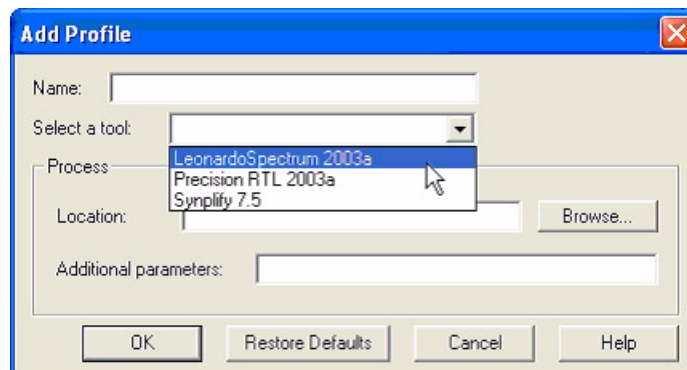 Add Profile
Name:
Select a tool:
LeonardoSpectrum 2003a
Process
Precision RTL 2003a
Synplify 7.5
Location:
Browse...
Additional parameters:
OK
Restore Defaults
Cancel
Help